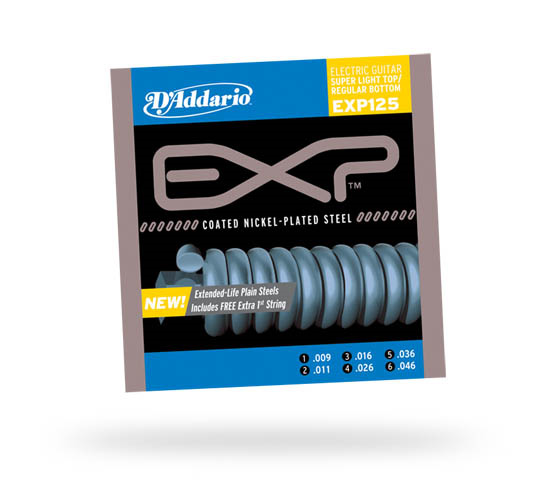 D'Addario
ELECTRIC GUITAR
SUPER LIGHT TOP/
REGULAR BOTTOM
EXP125
EXP™
COATED NICKEL-PLATED STEEL
NEW!
Extended-Life Plain Steels
Includes FREE Extra 1st String
1 .009 3 .016 5 .036
2 .011 4 .026 6 .046